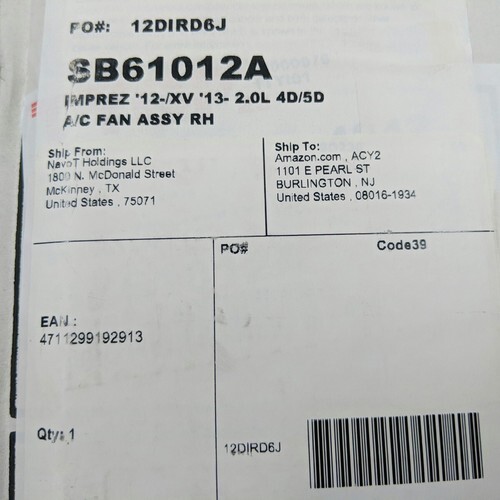 PO#: 12DIRD6J
SB61012A
IMPREZ '12-/XV '13- 2.0L 4D/5D
A/C FAN ASSY RH
Ship From:
NavoT Holdings LLC
1800 N. McDonald Street
McKinney , TX
United States , 75071
Ship To:
Amazon.com , ACY2
1101 E PEARL ST
BURLINGTON , NJ
United States , 08016-1934
PO#
Code39
EAN :
4711299192913
Qty: 1
12DIRD6J